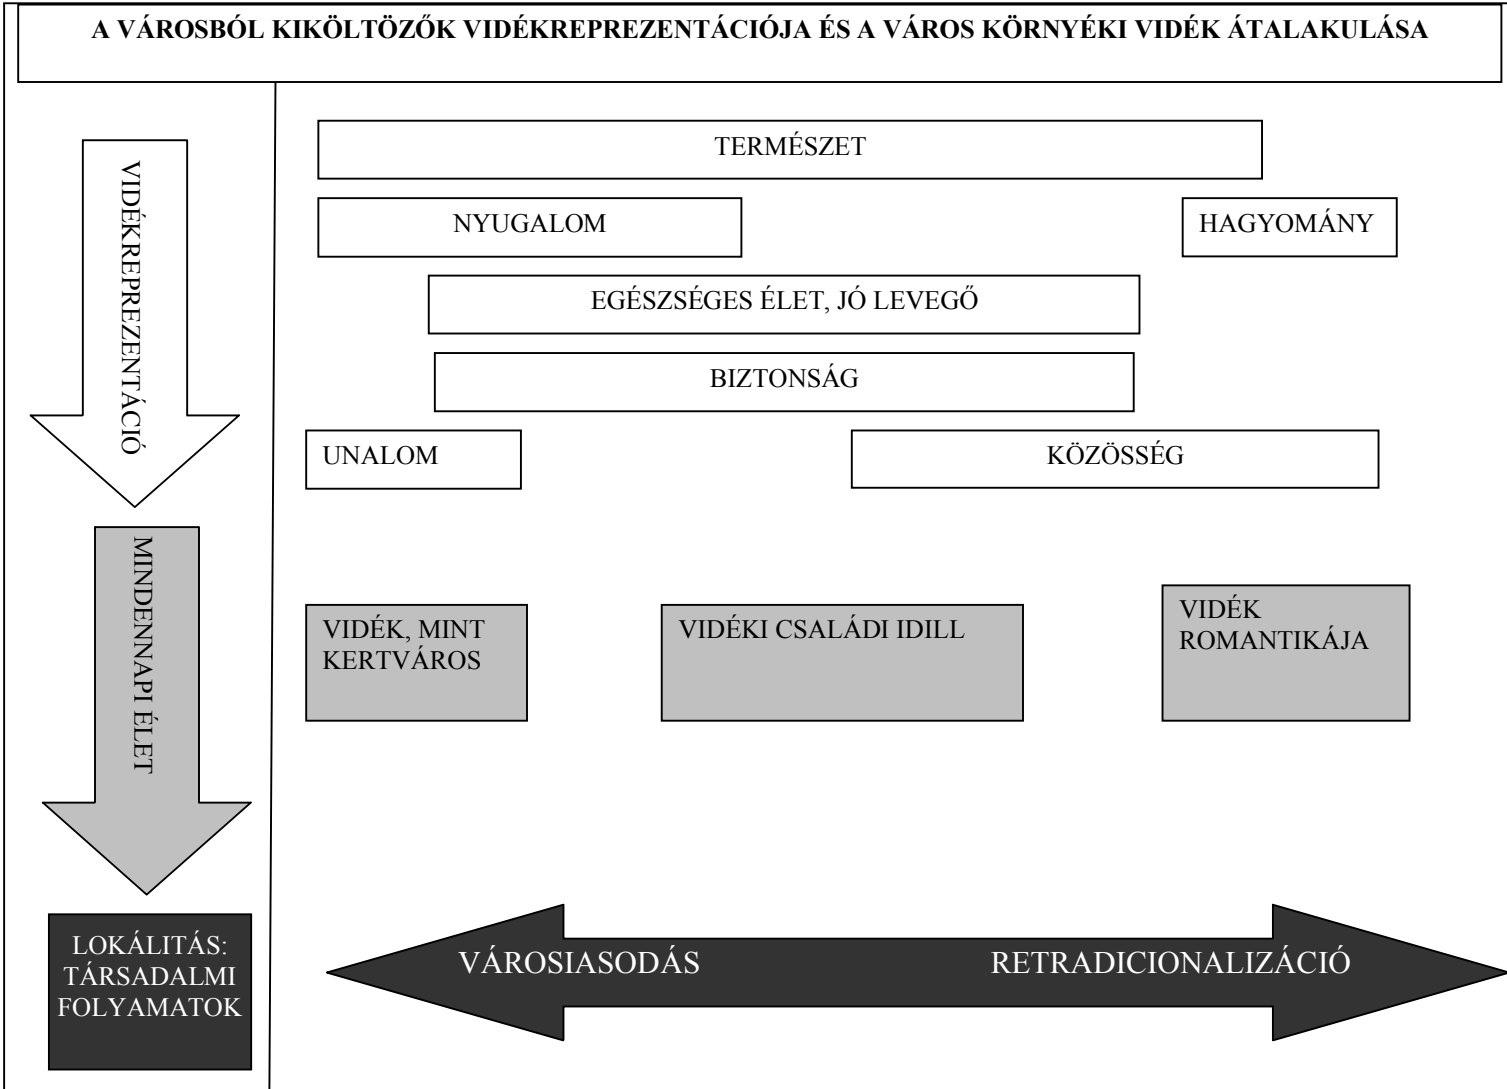 A VÁROSBÓL KIKÖLTÖZŐK VIDÉKREPREZENTÁCIÓJA ÉS A VÁROS KÖRNYÉKI VIDÉK ÁTALAKULÁSA
VIDÉKREPREZENTÁCIÓ
TERMÉSZET
NYUGALOM
HAGYOMÁNY
EGÉSZSÉGES ÉLET, JÓ LEVEGŐ
BIZTONSÁG
UNALOM
KÖZÖSSÉG
MINDENNAPI ÉLET
VIDÉK, MINT
KERTVÁROS
VIDÉKI CSALÁDI IDILL
VIDÉK
ROMANTIKÁJA
LOKÁLITÁS:
TÁRSADALMI
FOLYAMATOK
VÁROSIASODÁS
RETRADICIONALIZÁCIÓ